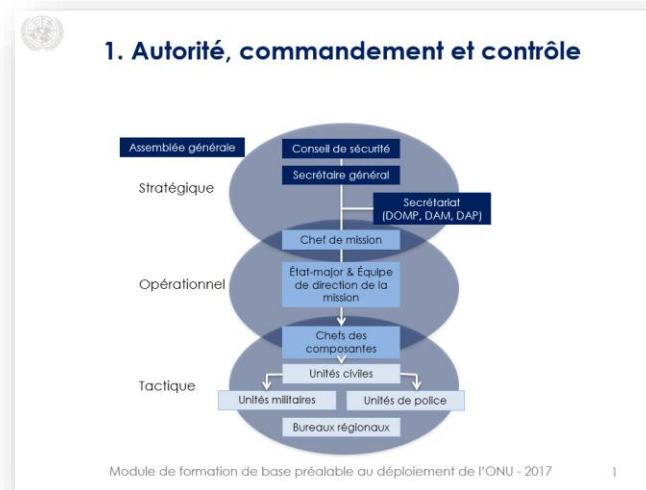 1. Autorité, commandement et contrôle
Assemblée générale
Conseil de sécurité
Secrétaire général
Stratégique
Secrétariat
(DOMP, DAM, DAP)
Chef de mission
Opérationnel
État-major & Équipe
de direction de la
mission
Chefs des
composantes
Unités civiles
Tactique
Unités militaires
Unités de police
Bureaux régionaux
Module de formation de base préalable au déploiement de l'ONU - 2017
1